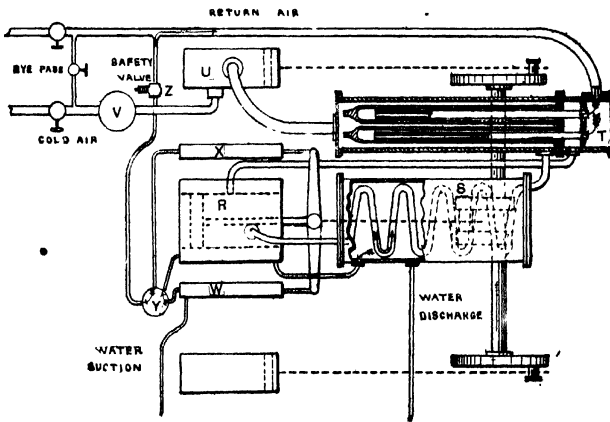 RETURN AIR
BYE PASS
SAFETY
VALVE
Z
U
V
T
COLD AIR
X
R
S
Y
W
WATER
DISCHARGE
WATER
SUCTION